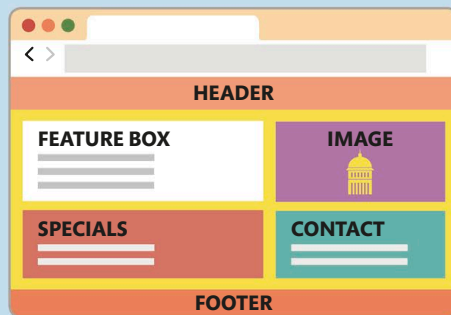 HEADER
FEATURE BOX
IMAGE
SPECIALS
CONTACT
FOOTER